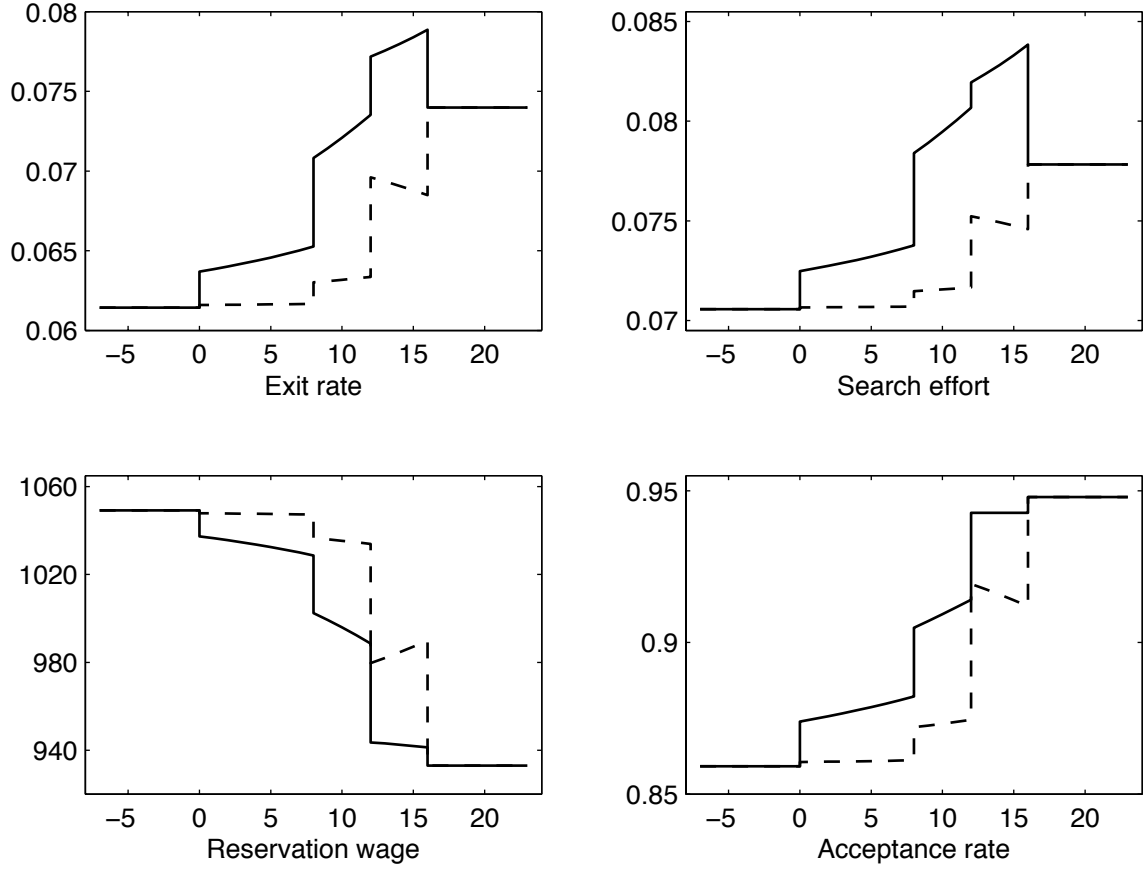 0.08
0.075
0.07
0.065
0.06
−5 0 5 10 15 20
Exit rate
0.085
0.08
0.075
0.07
−5 0 5 10 15 20
Search effort
1060
1020
980
940
−5 0 5 10 15 20
Reservation wage
0.95
0.9
0.85
−5 0 5 10 15 20
Acceptance rate